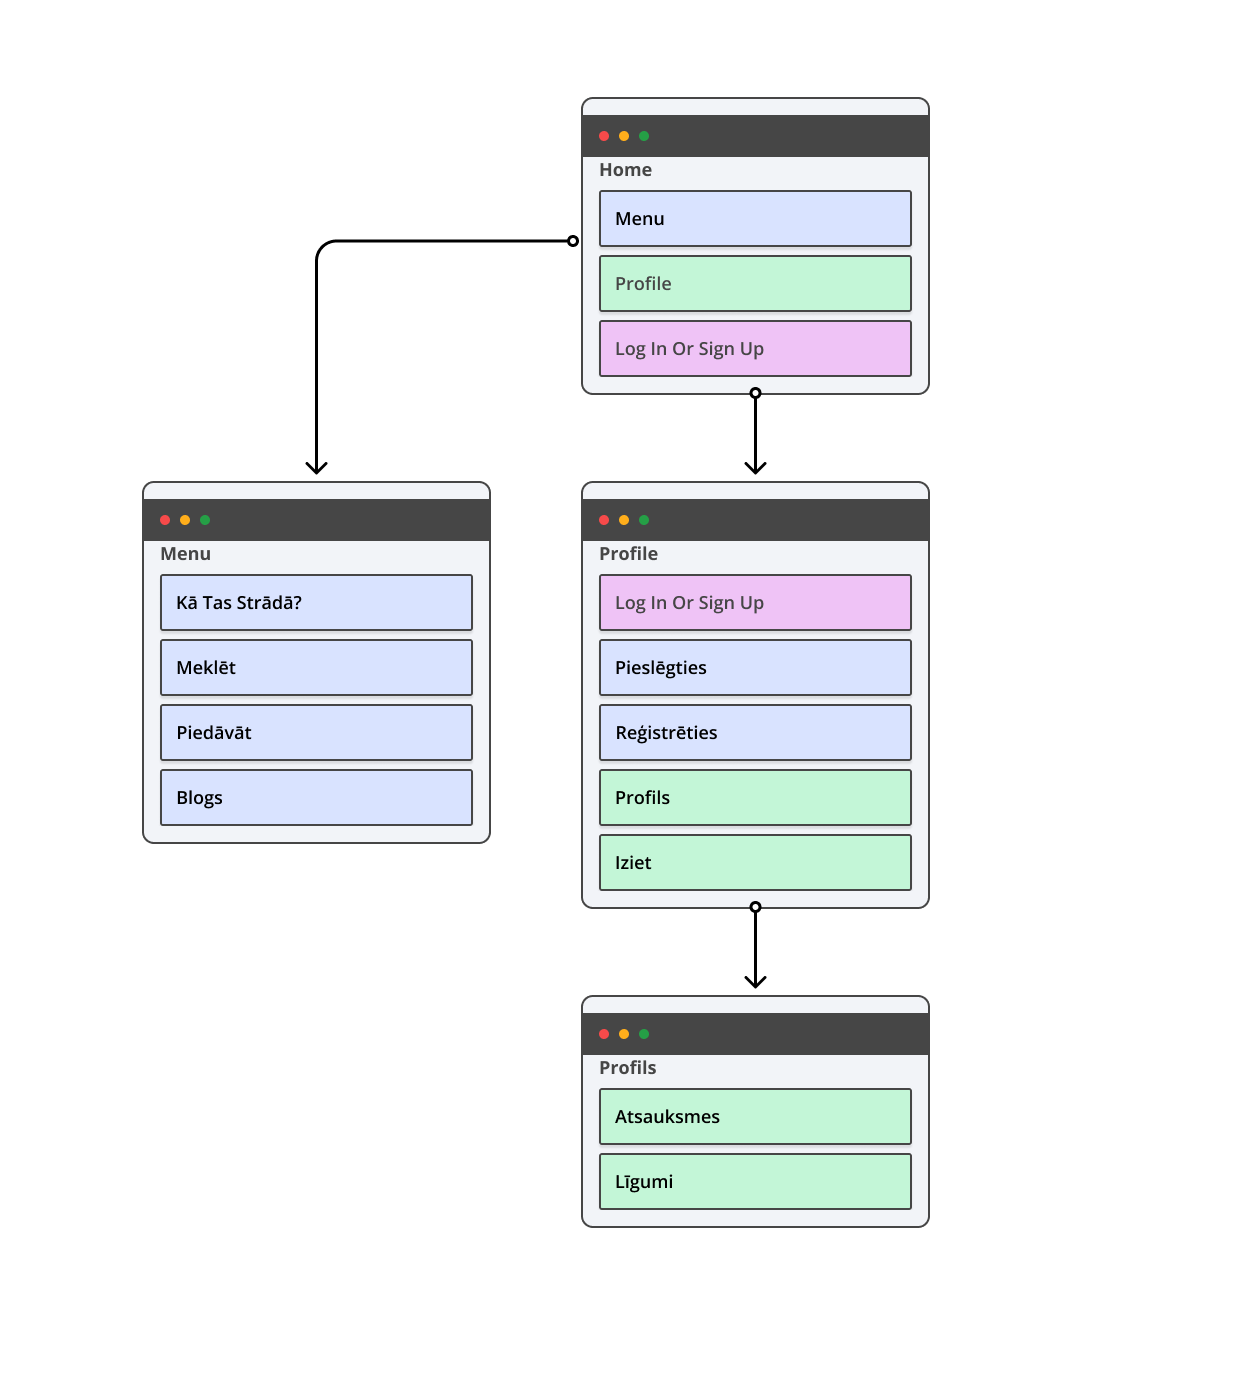 Home
Menu
Profile
Log In Or Sign Up
Menu
Kā Tas Strādā?
Meklēt
Piedāvāt
Blogs
Profile
Log In Or Sign Up
Pieslēgties
Reģistrēties
Profils
Iziet
Profils
Atsauksmes
Līgumi